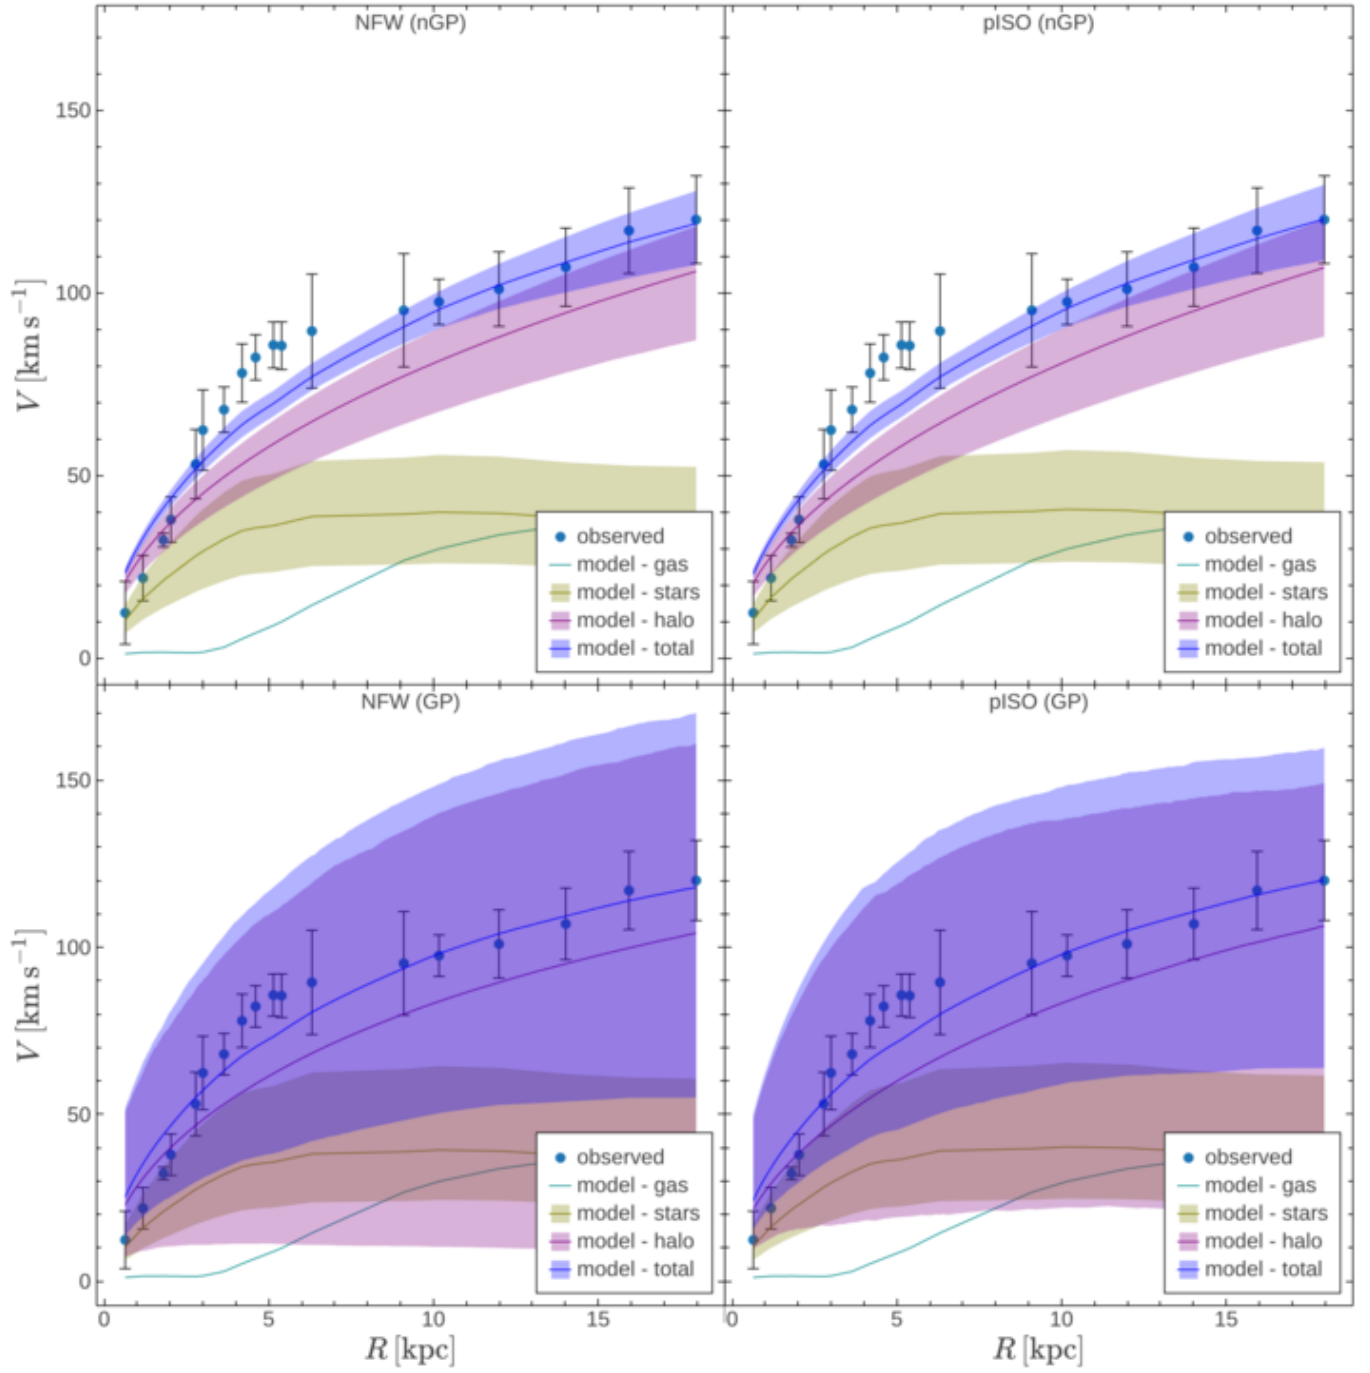 NFW (nGP)
pISO (nGP)
150
100
50
0
V [km s⁻¹]
observed
model - gas
model - stars
model - halo
model - total
observed
model - gas
model - stars
model - halo
model - total
NFW (GP)
pISO (GP)
150
100
50
0
V [km s⁻¹]
observed
model - gas
model - stars
model - halo
model - total
observed
model - gas
model - stars
model - halo
model - total
0 5 10 15 0 5 10 15
R [kpc]
R [kpc]